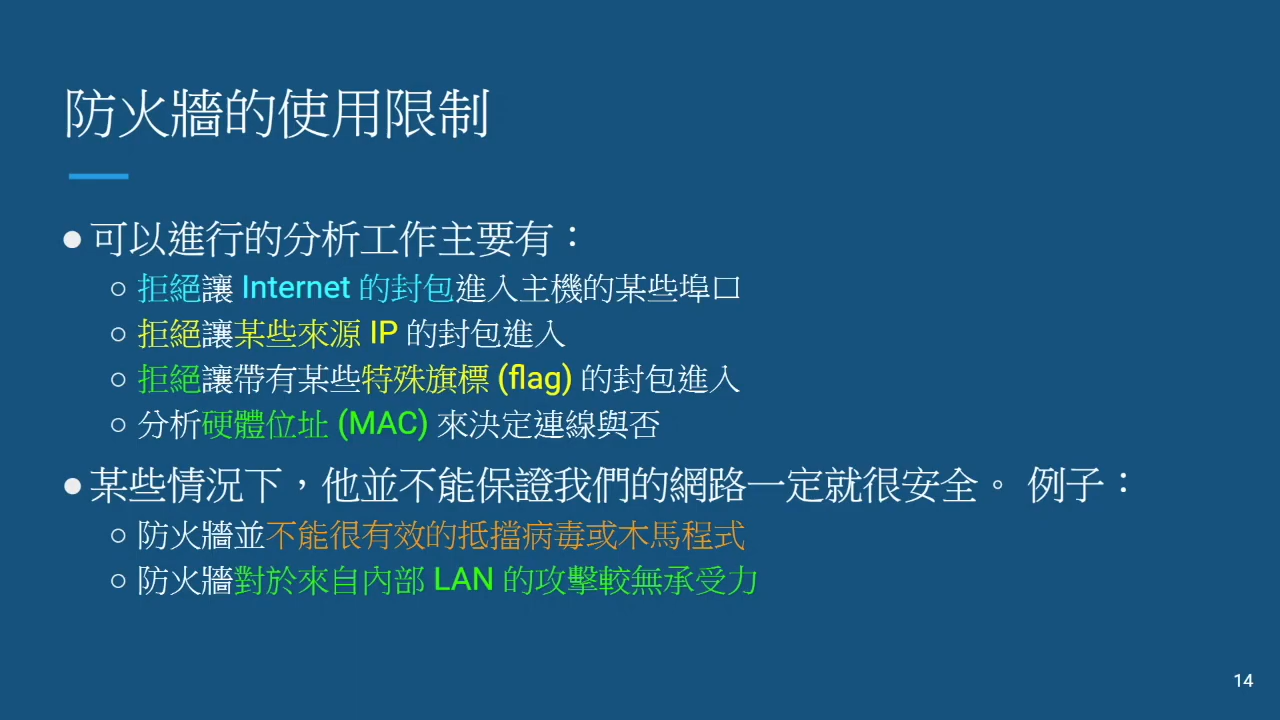 防火牆的使用限制
●可以進行的分析工作主要有：
○ 拒絕讓 Internet 的封包進入主機的某些埠口
○ 拒絕讓某些來源 IP 的封包進入
○ 拒絕讓帶有某些特殊旗標 (flag) 的封包進入
○ 分析硬體位址 (MAC) 來決定連線與否
●某些情況下，他並不能保證我們的網路一定就很安全。 例子：
○ 防火牆並不能很有效的抵擋病毒或木馬程式
○ 防火牆對於來自內部 LAN 的攻擊較無承受力
14